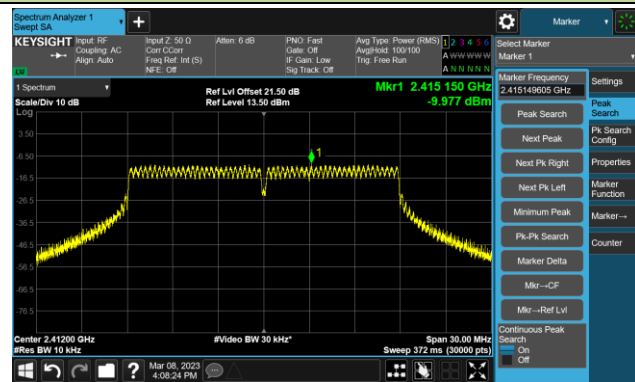 Spectrum Analyzer 1
Swept SA
Marker
KEYSIGHT
Input: RF
Coupling: AC
Align: Auto
Input Z: 50 Ω
Corr CCorr
Freq Ref: Int (S)
NFE: Off
Atten: 6 dB
PNO: Fast
Gate: Off
IF Gain: Low
Sig Track: Off
Avg Type: Power (RMS)
Avg|Hold: 100/100
Trig: Free Run
1 2 3 4 5 6
A W W W W W
A N N N N N
Select Marker
Marker 1
1 Spectrum
Scale/Div 10 dB
Log
Ref Lvl Offset 21.50 dB
Ref Level 13.50 dBm
Mkr1 2.415 150 GHz
-9.977 dBm
3.50
-6.50
-16.5
-26.5
-36.5
-46.5
-56.5
-66.5
-76.5
1
Center 2.41200 GHz
#Res BW 10 kHz
#Video BW 30 kHz*
Span 30.00 MHz
Sweep 372 ms (30000 pts)
Marker Frequency
2.415149605 GHz
Peak Search
Next Peak
Next Pk Right
Next Pk Left
Minimum Peak
Pk-Pk Search
Marker Delta
Mkr→CF
Mkr→Ref Lvl
Continuous Peak
Search
On
Off
Settings
Peak
Search
Pk Search
Config
Properties
Marker
Function
Marker→
Counter
Mar 08, 2023
4:08:24 PM